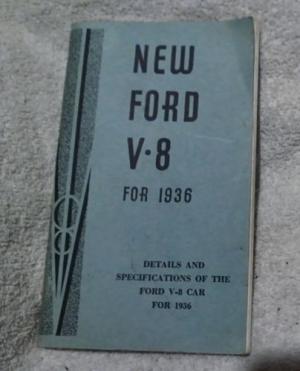 NEW
FORD
V·8
FOR 1936
DETAILS AND
SPECIFICATIONS OF THE
FORD V-8 CAR
FOR 1936